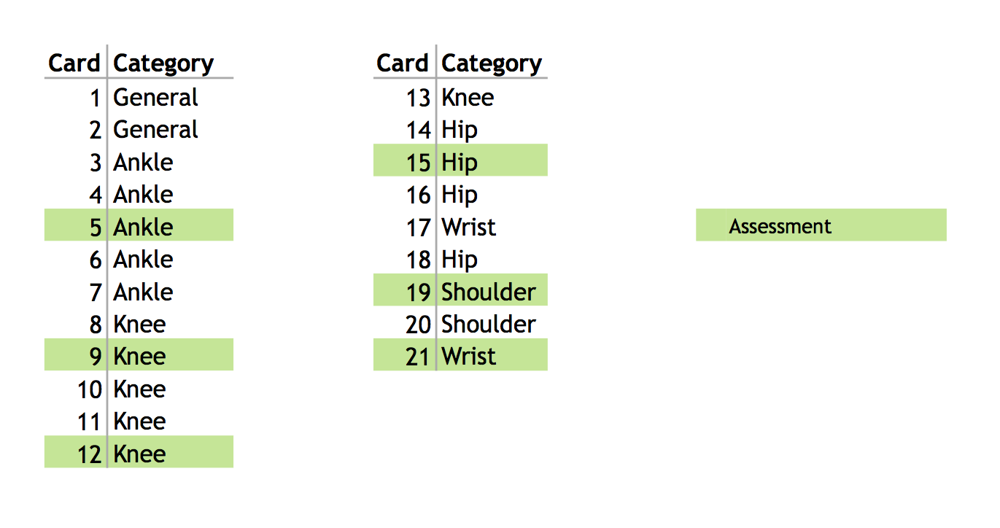 Card Category
1 General
2 General
3 Ankle
4 Ankle
5 Ankle
6 Ankle
7 Ankle
8 Knee
9 Knee
10 Knee
11 Knee
12 Knee
Card Category
13 Knee
14 Hip
15 Hip
16 Hip
17 Wrist
18 Hip
19 Shoulder
20 Shoulder
21 Wrist
Assessment